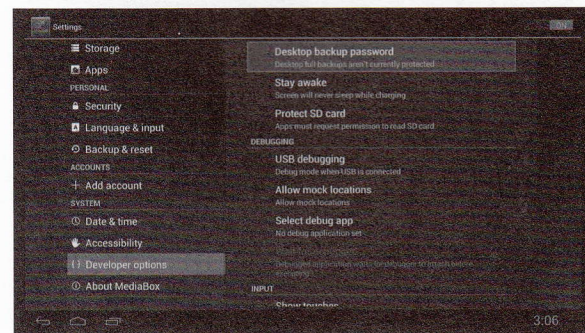 Settings
ON
Storage
Apps
PERSONAL
Security
Language & input
Backup & reset
ACCOUNTS
Add account
SYSTEM
Date & time
Accessibility
{ } Developer options
About MediaBox
Desktop backup password
Desktop full backups aren't currently protected
Stay awake
Screen will never sleep while charging
Protect SD card
Apps must request permission to read SD card
DEBUGGING
USB debugging
Debug mode when USB is connected
Allow mock locations
Allow mock locations
Select debug app
No debug application set
INPUT
Show touches
3:06